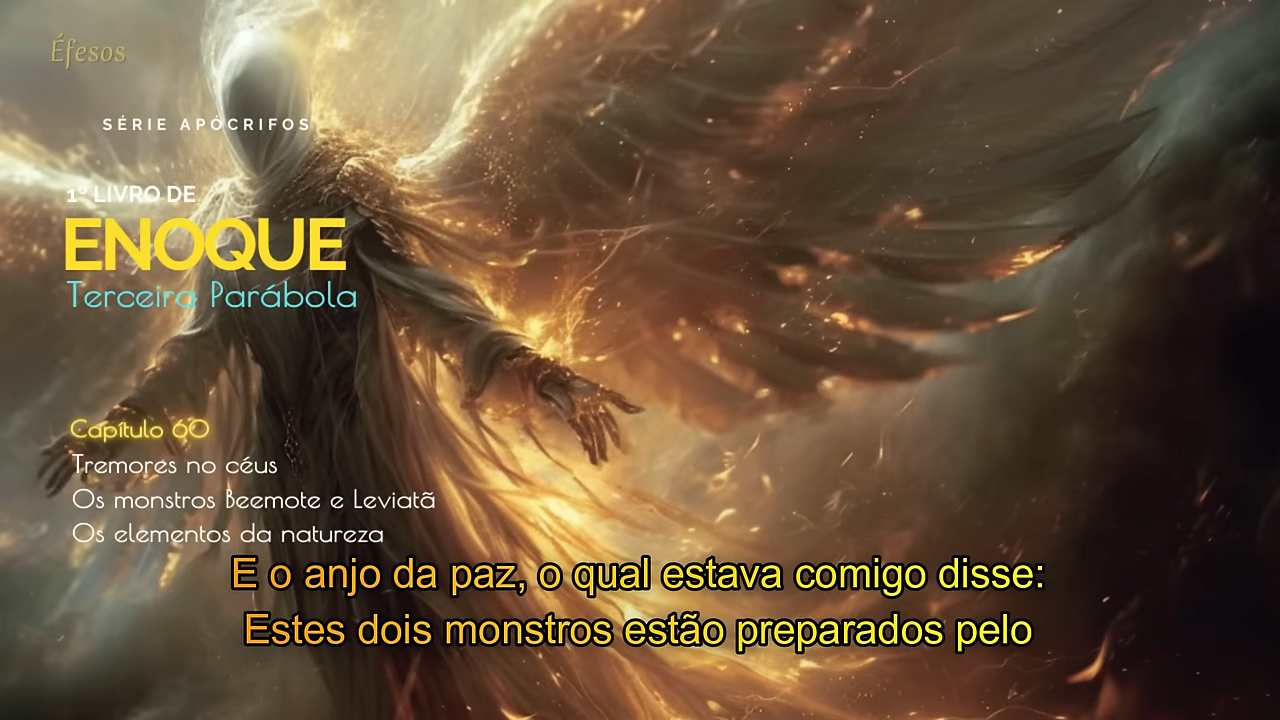 Éfesos
SÉRIE APÓCRIFOS
1º LIVRO DE
ENOQUE
Terceira Parábola
Capítulo 60
Tremores no céus
Os monstros Beemote e Leviatã
Os elementos da natureza
E o anjo da paz, o qual estava comigo disse:
Estes dois monstros estão preparados pelo